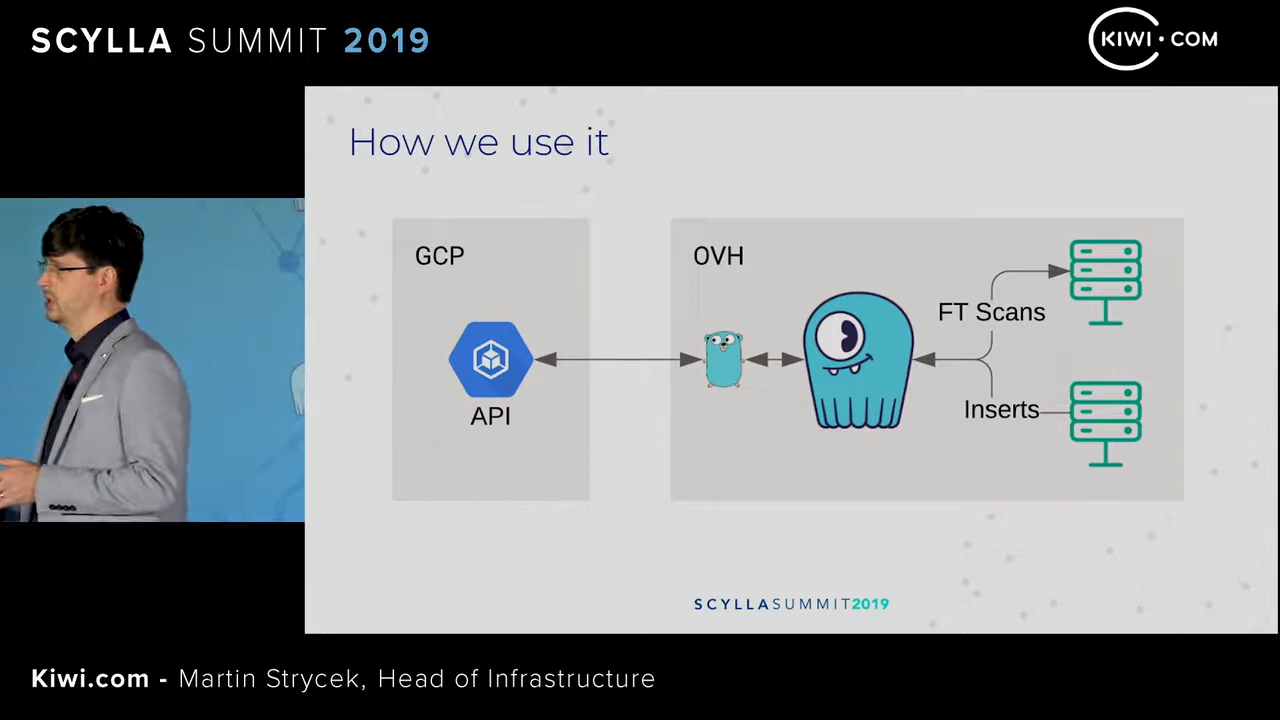 SCYLLA SUMMIT 2019
KIWI.COM
How we use it
GCP
OVH
FT Scans
API
Inserts
SCYLLASUMMIT2019
Kiwi.com - Martin Strycek, Head of Infrastructure